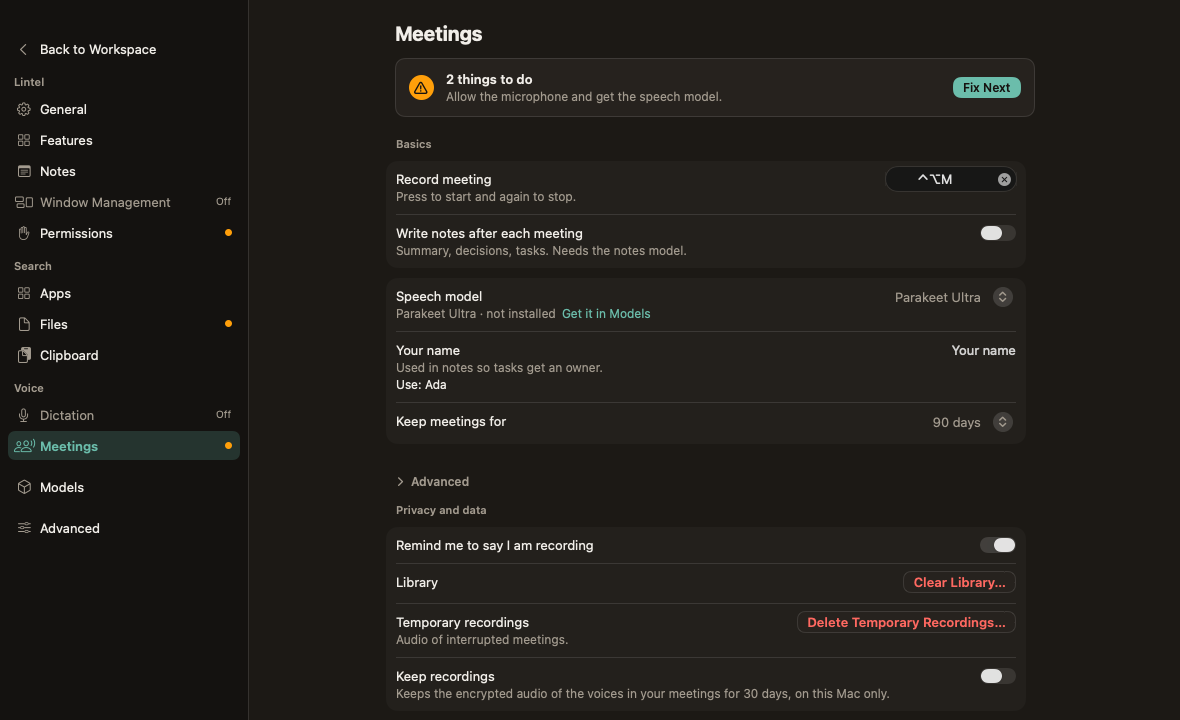 Back to Workspace
Lintel
General
Features
Notes
Window Management Off
Permissions
Search
Apps
Files
Clipboard
Voice
Dictation Off
Meetings
Models
Advanced
Meetings
2 things to do
Allow the microphone and get the speech model.
Fix Next
Basics
Record meeting
Press to start and again to stop.
⌃⌥M
Write notes after each meeting
Summary, decisions, tasks. Needs the notes model.
Speech model
Parakeet Ultra · not installed Get it in Models
Parakeet Ultra
Your name
Used in notes so tasks get an owner.
Use: Ada
Your name
Keep meetings for
90 days
Advanced
Privacy and data
Remind me to say I am recording
Library
Clear Library...
Temporary recordings
Audio of interrupted meetings.
Delete Temporary Recordings...
Keep recordings
Keeps the encrypted audio of the voices in your meetings for 30 days, on this Mac only.